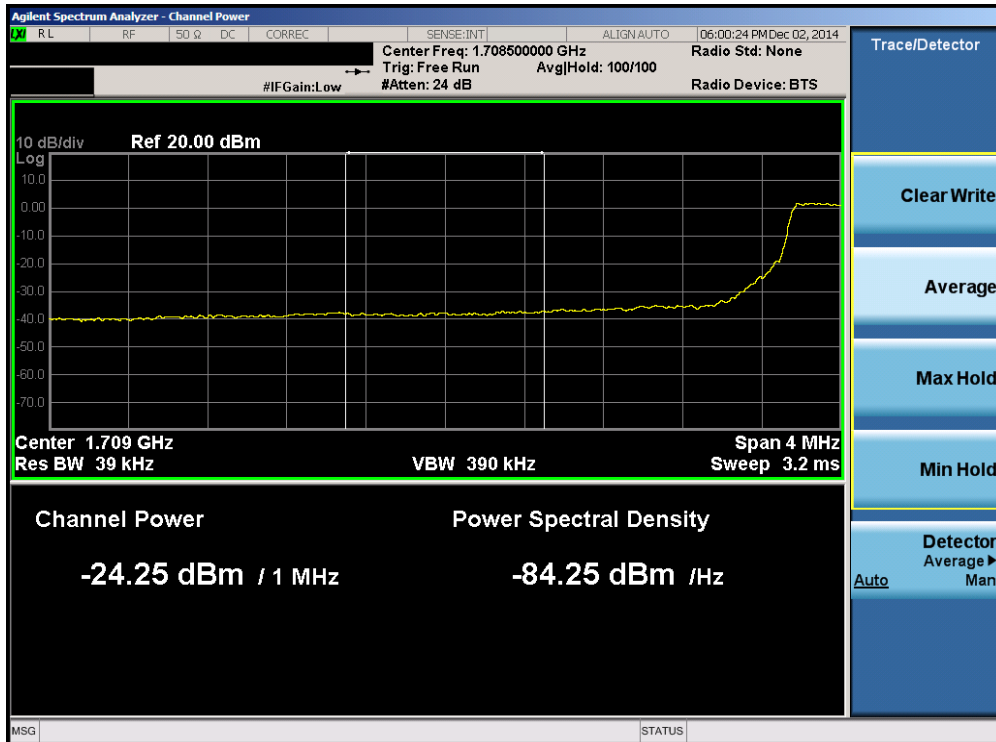 Agilent Spectrum Analyzer - Channel Power
LXI RL RF 50 Ω DC CORREC SENSE:INT ALIGN AUTO 06:00:24 PM Dec 02, 2014
Center Freq: 1.708500000 GHz Radio Std: None
Trig: Free Run Avg|Hold: 100/100
#IFGain:Low #Atten: 24 dB Radio Device: BTS
Trace/Detector
10 dB/div Ref 20.00 dBm
Log
10.0
0.00
-10.0
-20.0
-30.0
-40.0
-50.0
-60.0
-70.0
Center 1.709 GHz Span 4 MHz
Res BW 39 kHz VBW 390 kHz Sweep 3.2 ms
Channel Power Power Spectral Density
-24.25 dBm / 1 MHz -84.25 dBm /Hz
Clear Write
Average
Max Hold
Min Hold
Detector
Average▶
Auto Man
MSG STATUS